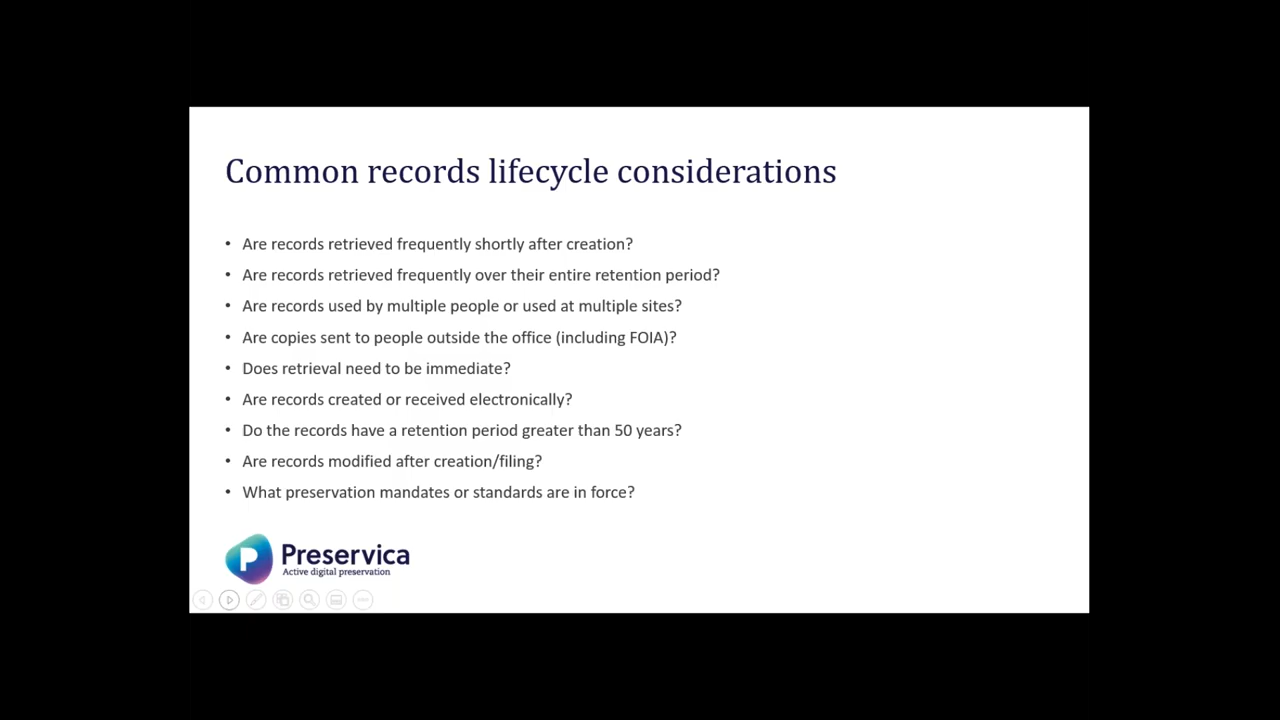 Common records lifecycle considerations
• Are records retrieved frequently shortly after creation?
• Are records retrieved frequently over their entire retention period?
• Are records used by multiple people or used at multiple sites?
• Are copies sent to people outside the office (including FOIA)?
• Does retrieval need to be immediate?
• Are records created or received electronically?
• Do the records have a retention period greater than 50 years?
• Are records modified after creation/filing?
• What preservation mandates or standards are in force?
P
Preservica
Active digital preservation